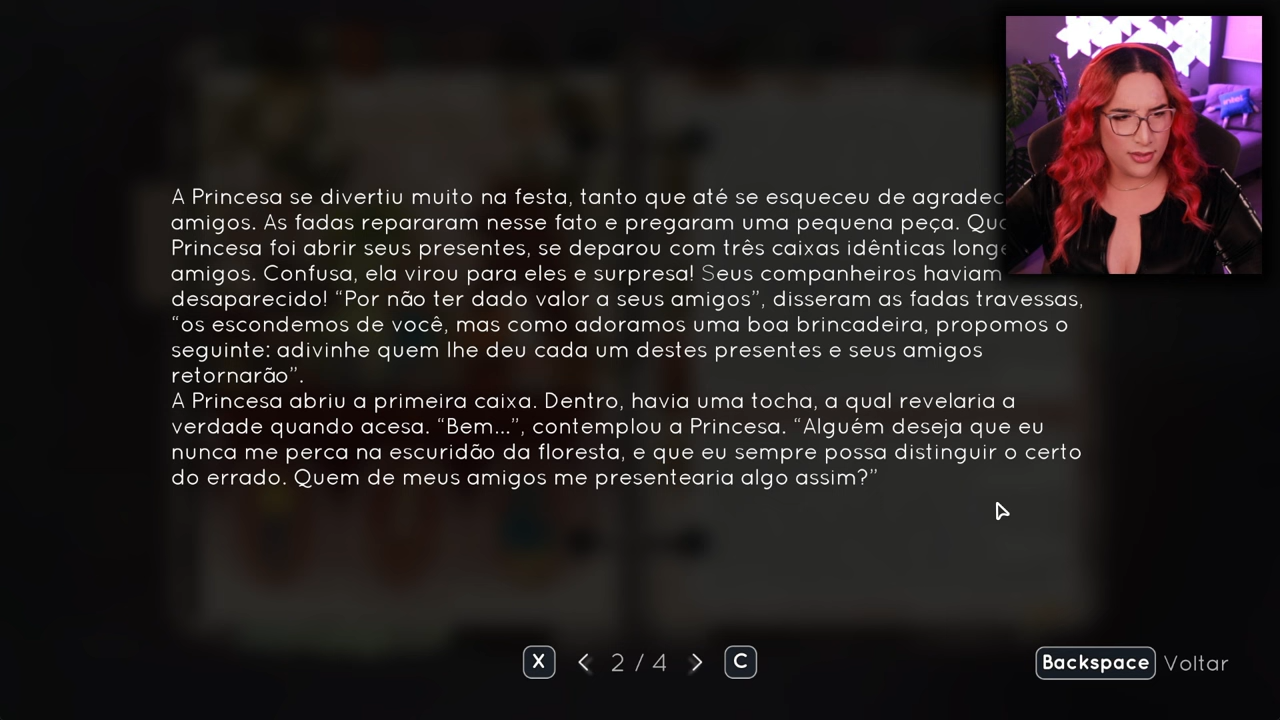 A Princesa se divertiu muito na festa, tanto que até se esqueceu de
amigos. As fadas repararam nesse fato e pregaram uma pequena peça.
Princesa foi abrir seus presentes, se deparou com três caixas idênticas
amigos. Confusa, ela virou para eles e surpresa! Seus companheiros haviam
desaparecido! “Por não ter dado valor a seus amigos”, disseram as fadas travessas,
“os escondemos de você, mas como adoramos uma boa brincadeira, propomos o
seguinte: adivinhe quem lhe deu cada um destes presentes e seus amigos
retornarão”.
A Princesa abriu a primeira caixa. Dentro, havia uma tocha, a qual revelaria a
verdade quando acesa. “Bem...”, contemplou a Princesa. “Alguém deseja que eu
nunca me perca na escuridão da floresta, e que eu sempre possa distinguir o certo
do errado. Quem de meus amigos me presentearia algo assim?”
X < 2 / 4 > C
Backspace Voltar